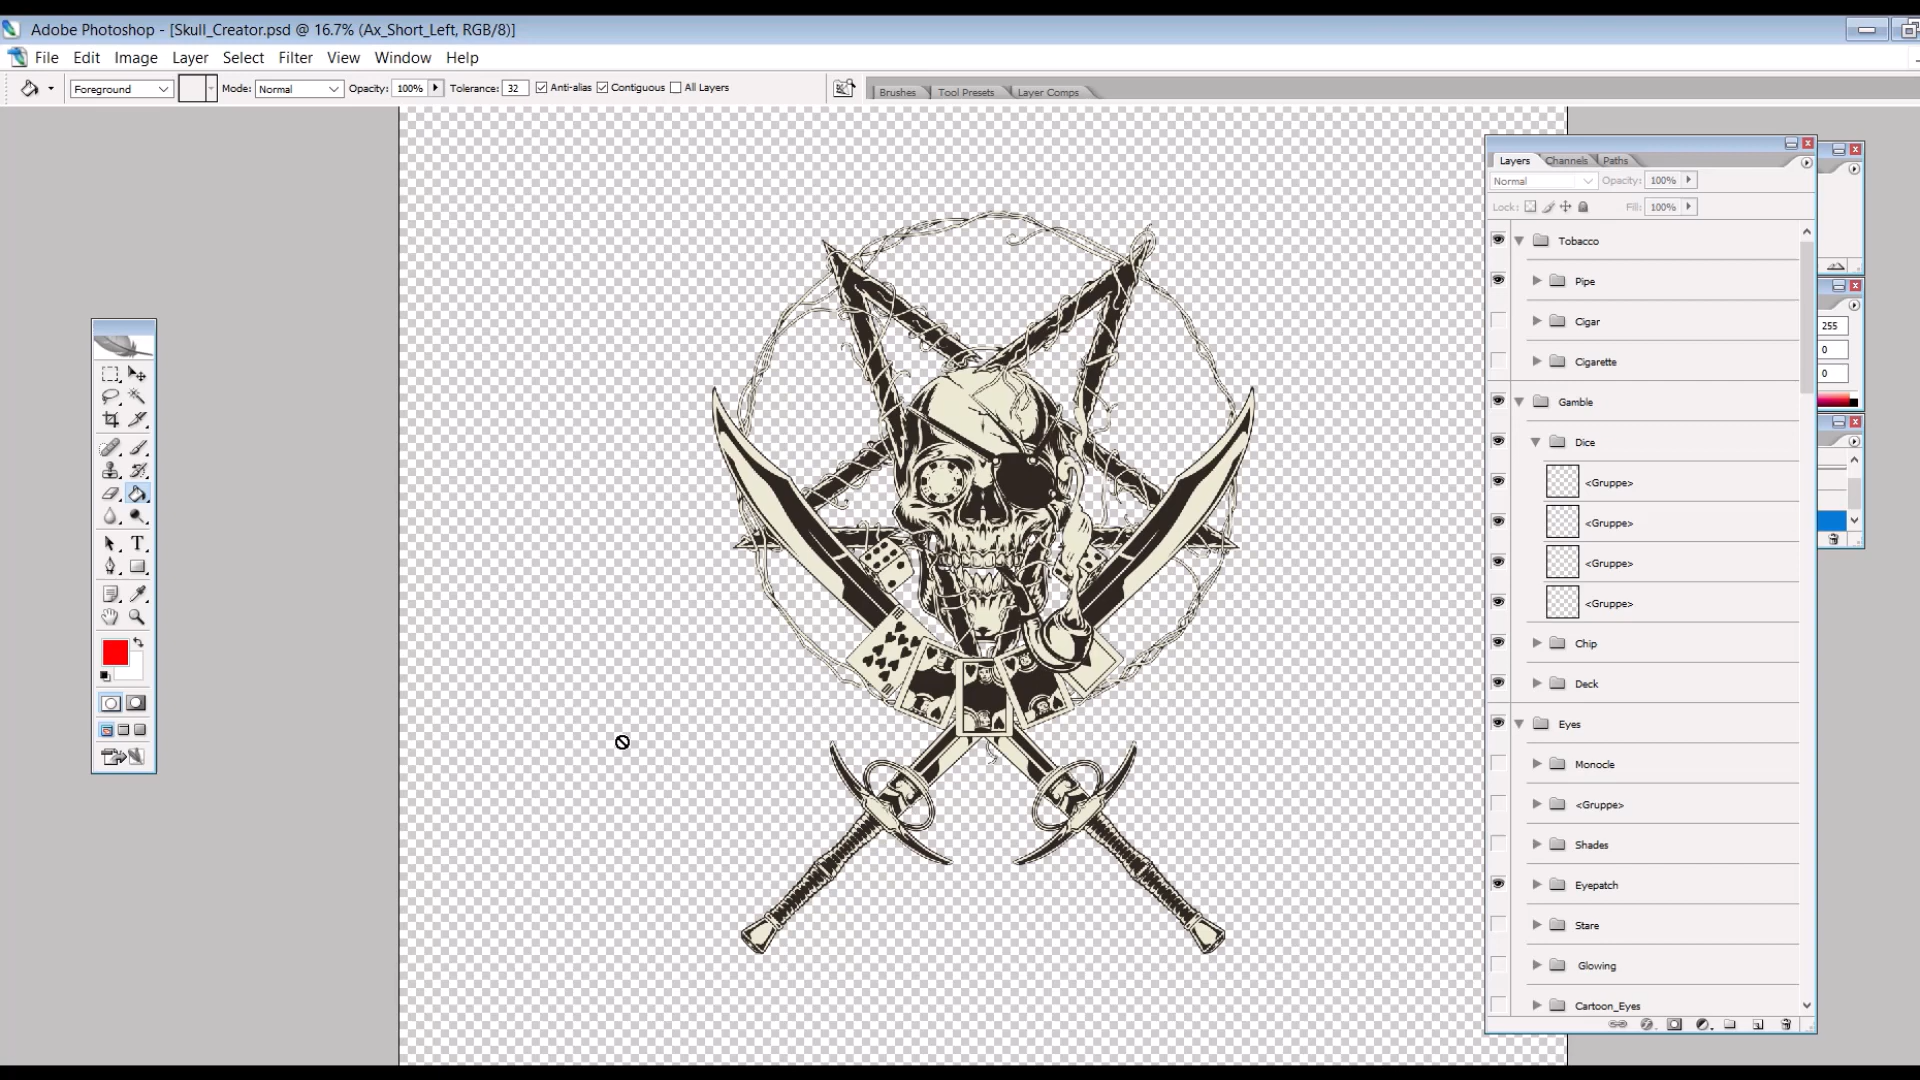 Adobe Photoshop - [Skull_Creator.psd @ 16.7% (Ax_Short_Left, RGB/8)]
File Edit Image Layer Select Filter View Window Help
Foreground Mode: Normal Opacity: 100% Tolerance: 32 Anti-alias Contiguous All Layers
Brushes Tool Presets Layer Comps
Layers Channels Paths
Normal Opacity: 100%
Lock: Fill: 100%
Tobacco
Pipe
Cigar
Cigarette
Gamble
Dice
<Gruppe>
<Gruppe>
<Gruppe>
<Gruppe>
Chip
Deck
Eyes
Monocle
<Gruppe>
Shades
Eyepatch
Stare
Glowing
Cartoon_Eyes
255
0
0
T